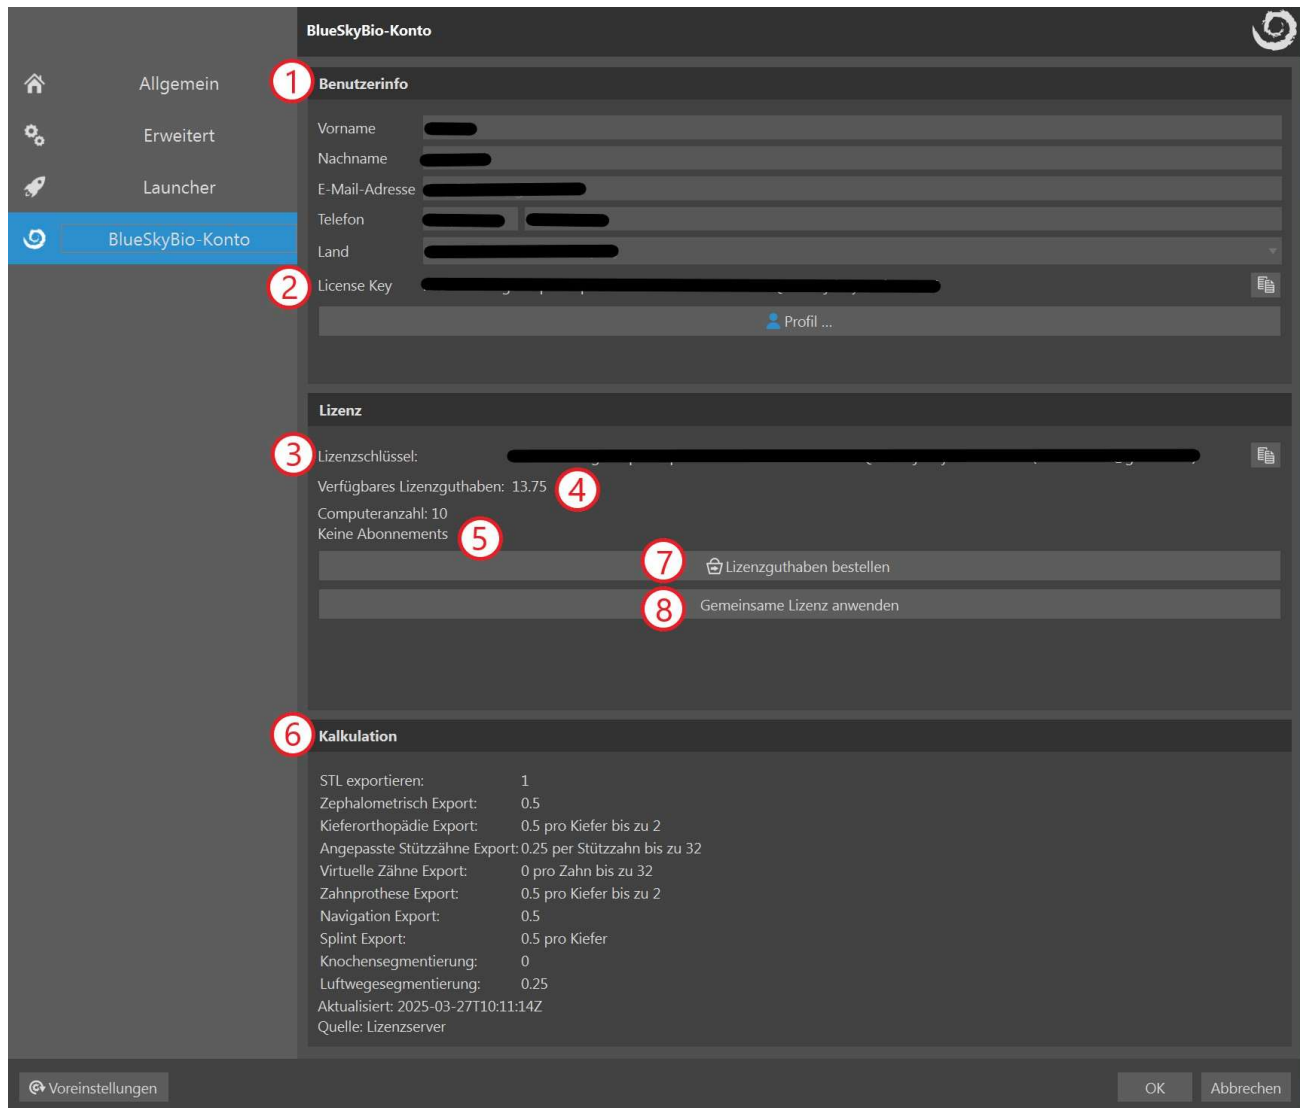 BlueSkyBio-Konto
Allgemein
Erweitert
Launcher
BlueSkyBio-Konto
1 Benutzerinfo
Vorname
Nachname
E-Mail-Adresse
Telefon
Land
2 License Key
Profil ...
Lizenz
3 Lizenzschlüssel:
Verfügbares Lizenzguthaben: 13.75 4
Computeranzahl: 10
Keine Abonnements 5
7 Lizenzguthaben bestellen
8 Gemeinsame Lizenz anwenden
6 Kalkulation
STL exportieren: 1
Zephalometrisch Export: 0.5
Kieferorthopädie Export: 0.5 pro Kiefer bis zu 2
Angepasste Stützzähne Export: 0.25 per Stützzahn bis zu 32
Virtuelle Zähne Export: 0 pro Zahn bis zu 32
Zahnprothese Export: 0.5 pro Kiefer bis zu 2
Navigation Export: 0.5
Splint Export: 0.5 pro Kiefer
Knochensegmentierung: 0
Luftwegesegmentierung: 0.25
Aktualisiert: 2025-03-27T10:11:14Z
Quelle: Lizenzserver
Voreinstellungen
OK
Abbrechen